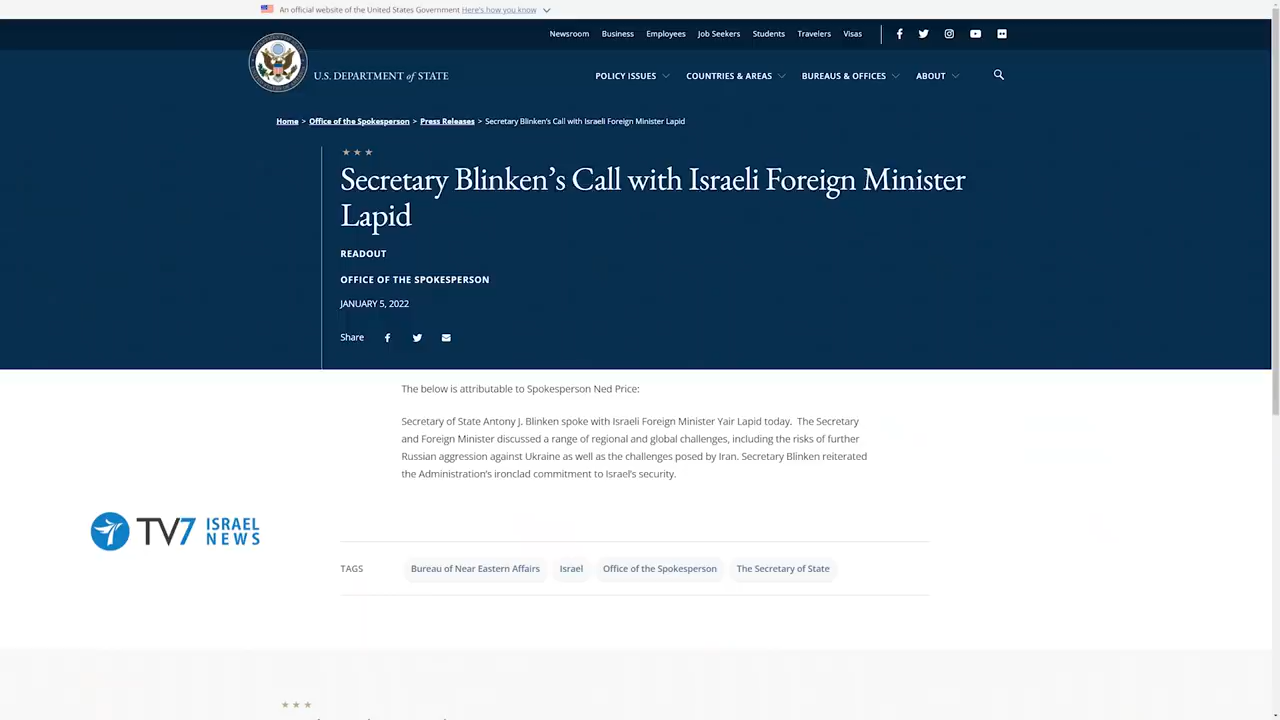 An official website of the United States Government Here's how you know
Newsroom Business Employees Job Seekers Students Travelers Visas
U.S. DEPARTMENT of STATE
POLICY ISSUES COUNTRIES & AREAS BUREAUS & OFFICES ABOUT
Home > Office of the Spokesperson > Press Releases > Secretary Blinken's Call with Israeli Foreign Minister Lapid
Secretary Blinken's Call with Israeli Foreign Minister
Lapid
READOUT
OFFICE OF THE SPOKESPERSON
JANUARY 5, 2022
Share
The below is attributable to Spokesperson Ned Price:
Secretary of State Antony J. Blinken spoke with Israeli Foreign Minister Yair Lapid today.  The Secretary
and Foreign Minister discussed a range of regional and global challenges, including the risks of further
Russian aggression against Ukraine as well as the challenges posed by Iran. Secretary Blinken reiterated
the Administration's ironclad commitment to Israel's security.
TV7 ISRAEL
NEWS
TAGS Bureau of Near Eastern Affairs Israel Office of the Spokesperson The Secretary of State